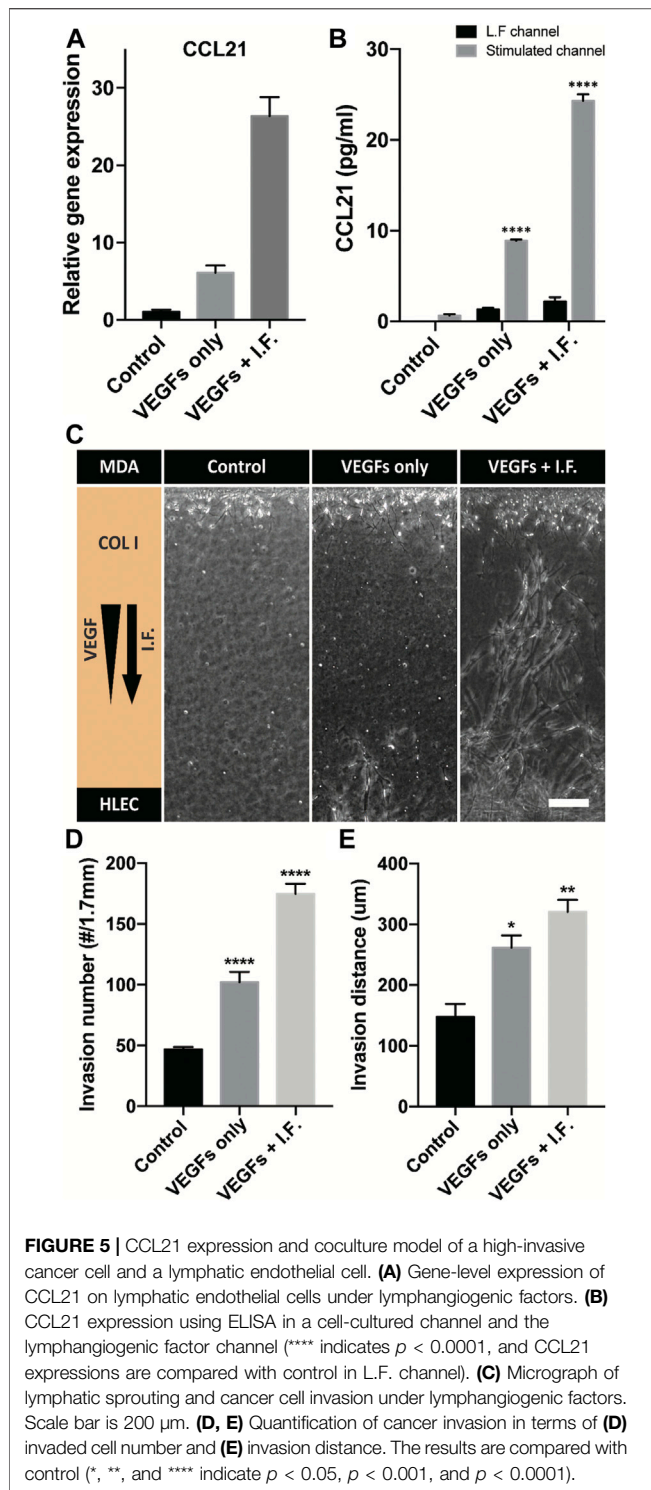 A
CCL21
Relative gene expression
30
20
10
0
Control
VEGFs only
VEGFs + I.F.
B
L.F channel
Stimulated channel
CCL21 (pg/ml)
30
20
10
0
****
****
Control
VEGFs only
VEGFs + I.F.
C
MDA
Control
VEGFs only
VEGFs + I.F.
COL I
VEGF
I.F.
HLEC
D
Invasion number (#/1.7mm)
200
150
100
50
0
****
****
Control
VEGFs only
VEGFs + I.F.
E
Invasion distance (um)
400
300
200
100
0
*
**
Control
VEGFs only
VEGFs + I.F.
FIGURE 5 | CCL21 expression and coculture model of a high-invasive
cancer cell and a lymphatic endothelial cell. (A) Gene-level expression of
CCL21 on lymphatic endothelial cells under lymphangiogenic factors. (B)
CCL21 expression using ELISA in a cell-cultured channel and the
lymphangiogenic factor channel (**** indicates p < 0.0001, and CCL21
expressions are compared with control in L.F. channel). (C) Micrograph of
lymphatic sprouting and cancer cell invasion under lymphangiogenic factors.
Scale bar is 200 μm. (D, E) Quantification of cancer invasion in terms of (D)
invaded cell number and (E) invasion distance. The results are compared with
control (*, **, and **** indicate p < 0.05, p < 0.001, and p < 0.0001).